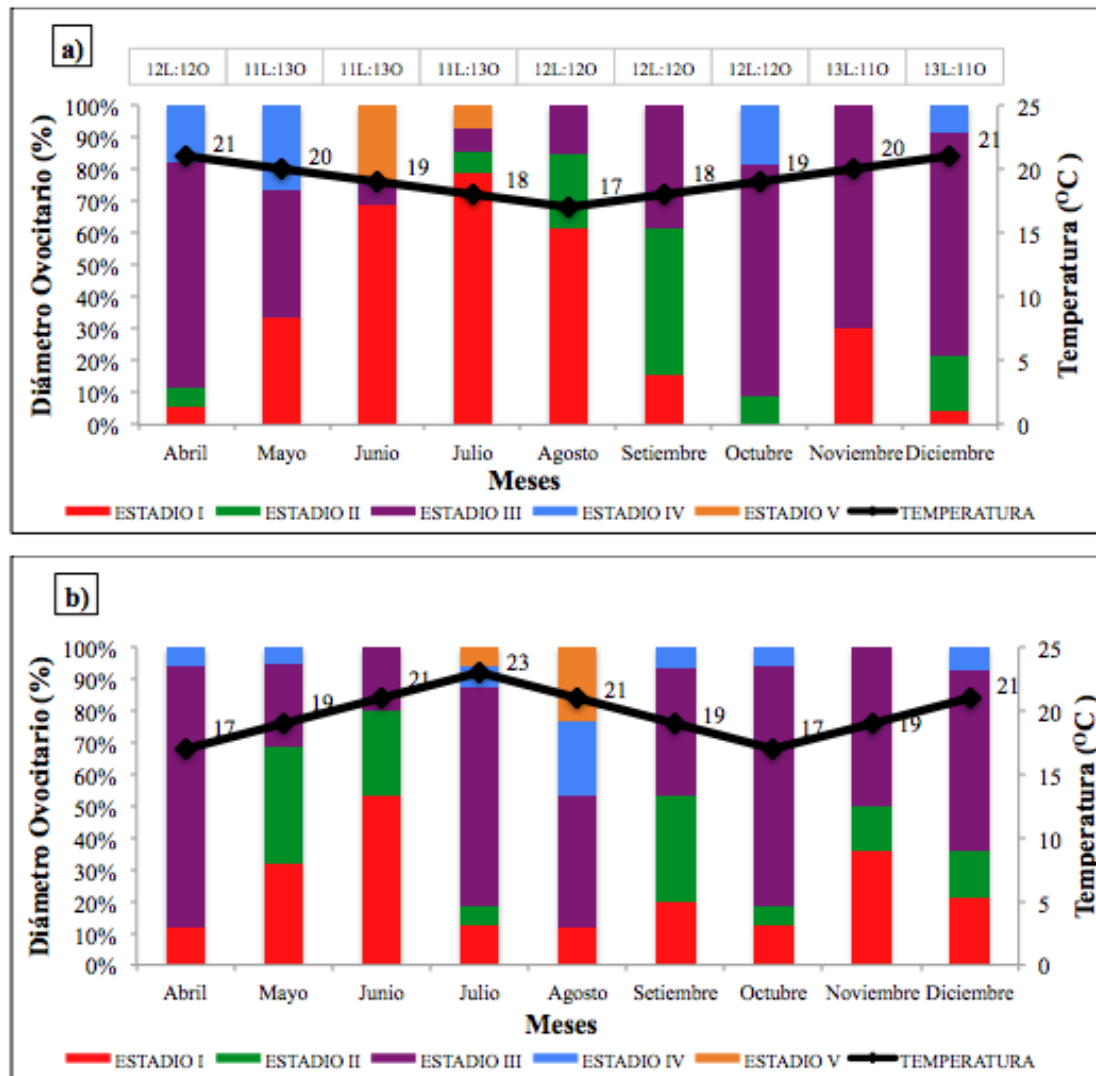 a)
12L:12O 11L:13O 11L:13O 11L:13O 12L:12O 12L:12O 12L:12O 13L:11O 13L:11O
Diámetro Ovocitario (%)
100%
90%
80%
70%
60%
50%
40%
30%
20%
10%
0%
21 20 19 18 17 18 19 20 21
25
20
15
10
5
0
Temperatura (ºC )
Abril Mayo Junio Julio Agosto Setiembre Octubre Noviembre Diciembre
Meses
ESTADIO I ESTADIO II ESTADIO III ESTADIO IV ESTADIO V TEMPERATURA
b)
Diámetro Ovocitario (%)
100%
90%
80%
70%
60%
50%
40%
30%
20%
10%
0%
17 19 21 23 21 19 17 19 21
25
20
15
10
5
0
Temperatura (ºC )
Abril Mayo Junio Julio Agosto Setiembre Octubre Noviembre Diciembre
Meses
ESTADIO I ESTADIO II ESTADIO III ESTADIO IV ESTADIO V TEMPERATURA